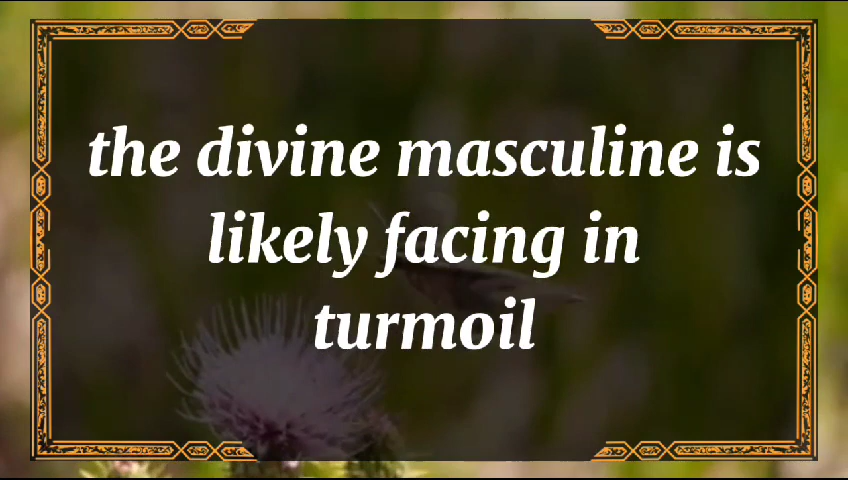 the divine masculine is
likely facing in
turmoil